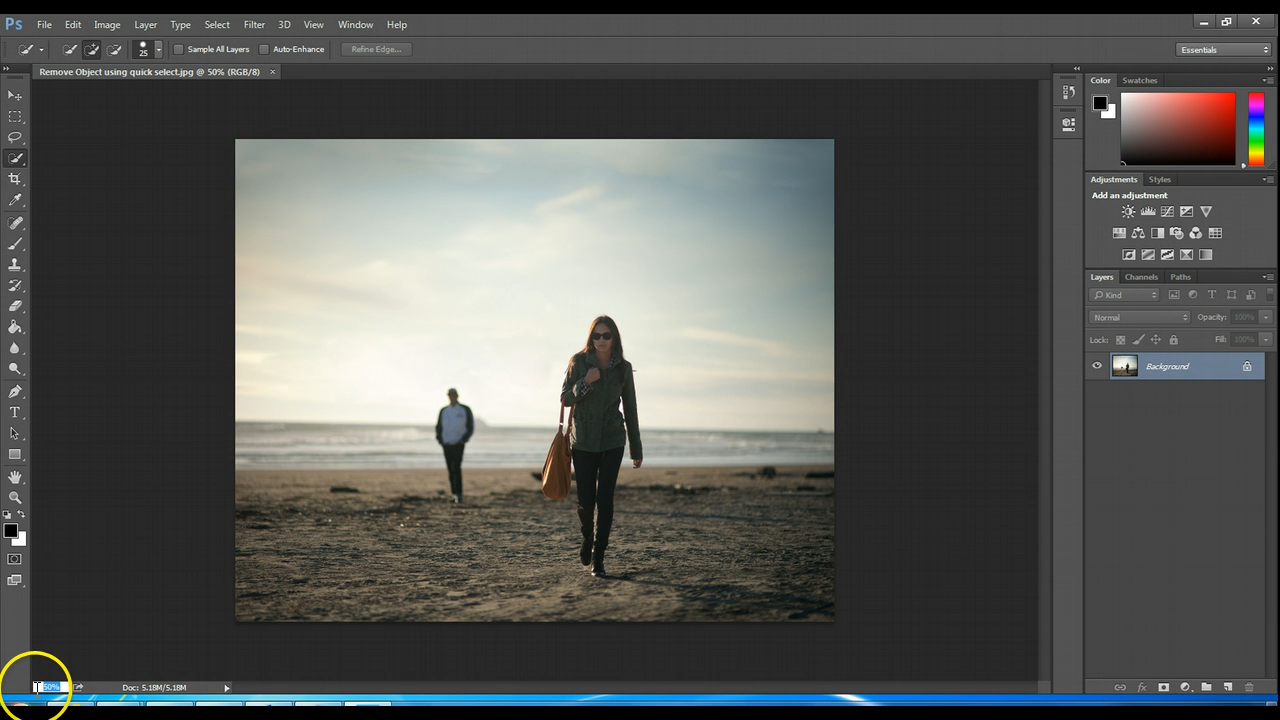 Ps File Edit Image Layer Type Select Filter 3D View Window Help
25 Sample All Layers Auto-Enhance Refine Edge... Essentials
Remove Object using quick select.jpg @ 50% (RGB/8) ×
Color Swatches
Adjustments Styles
Add an adjustment
Layers Channels Paths
Kind
Normal Opacity: 100%
Lock: Fill: 100%
Background
50% Doc: 5.18M/5.18M